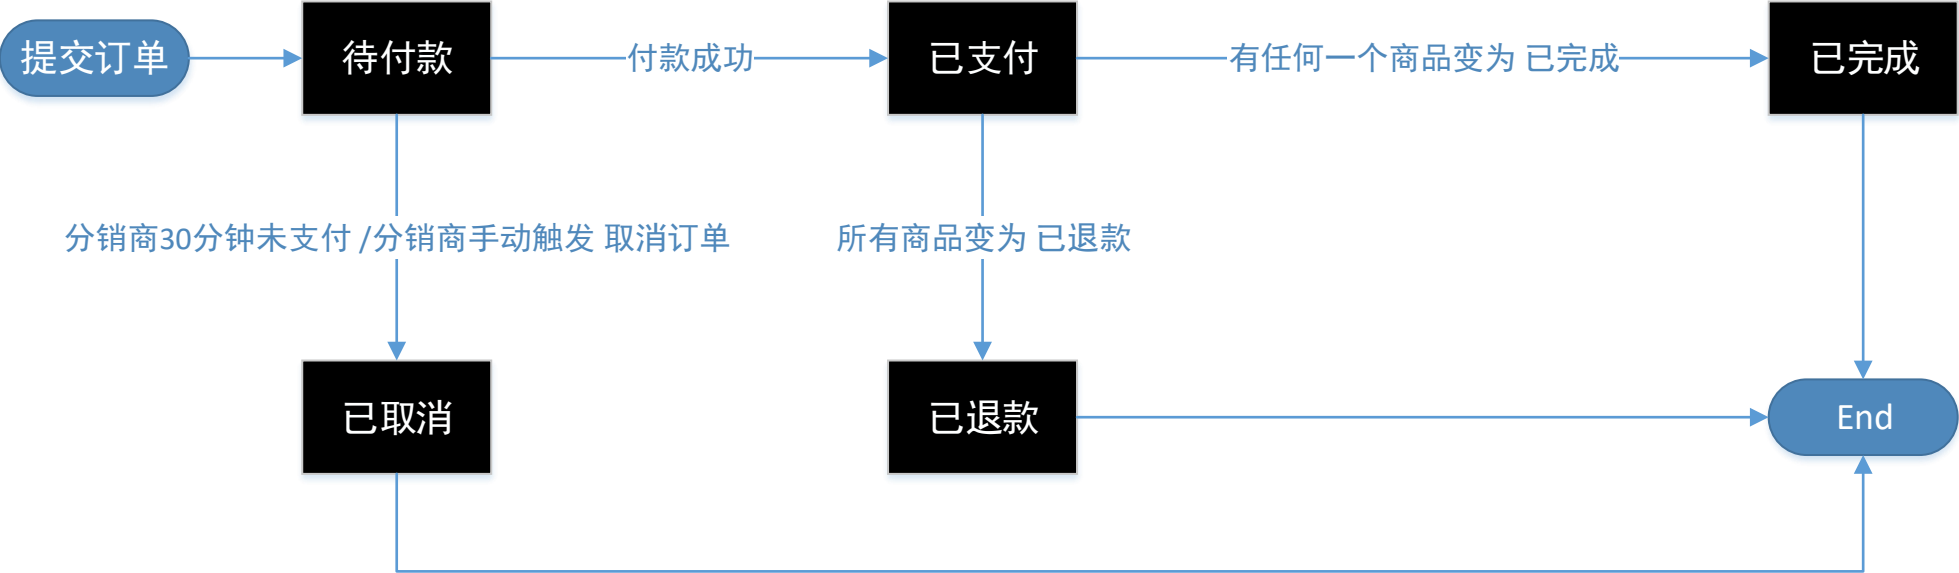 提交订单
待付款
付款成功
已支付
有任何一个商品变为 已完成
已完成
分销商30分钟未支付 /分销商手动触发 取消订单
所有商品变为 已退款
已取消
已退款
End